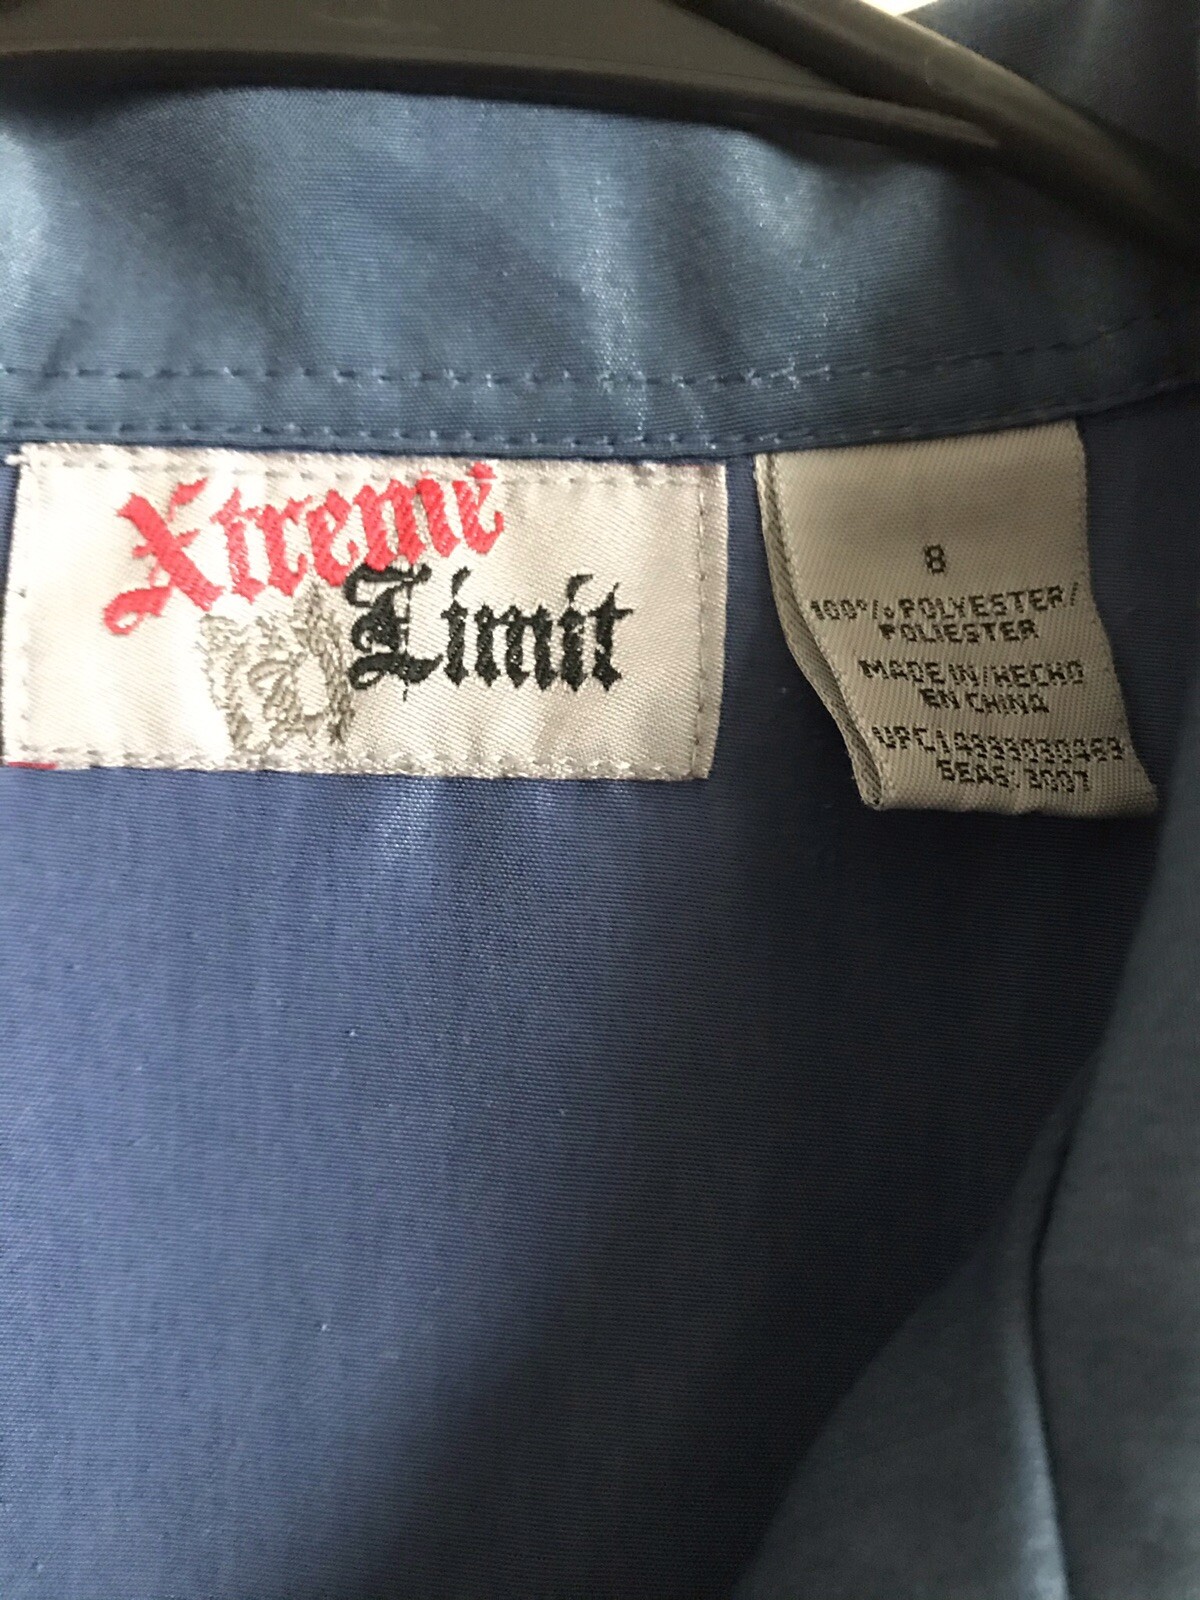 Xtreme
Limit
8
100% POLYESTER/
POLIESTER
MADE IN/HECHO
EN CHINA